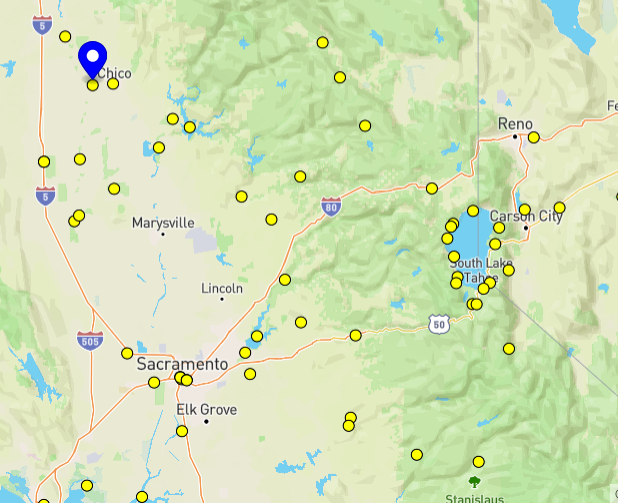 5
Chico
Reno
Fe
5
80
Carson City
Marysville
South Lake
Tahoe
Lincoln
50
505
Sacramento
Elk Grove
Stanislaus